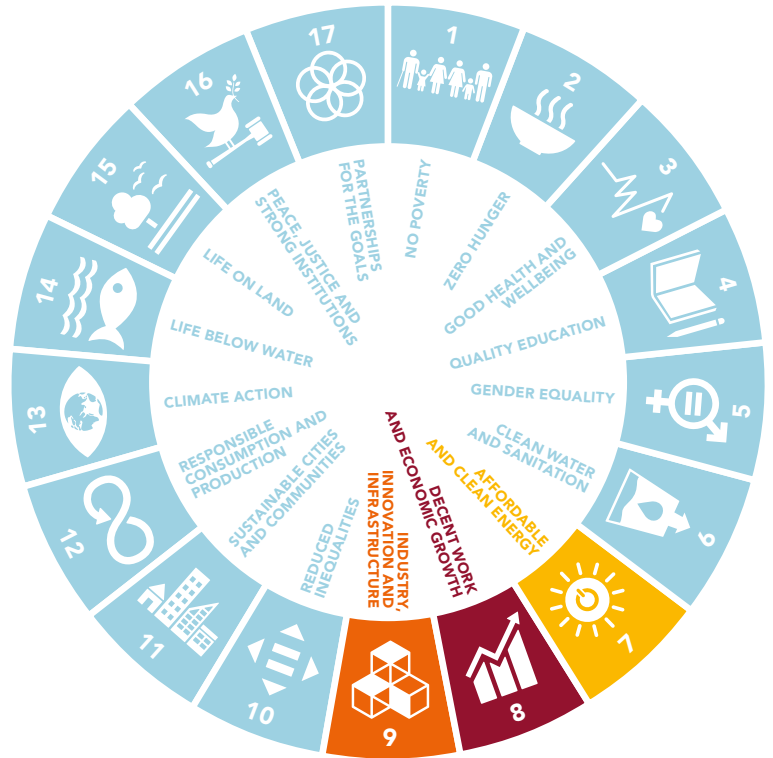 1
NO POVERTY
2
ZERO HUNGER
3
GOOD HEALTH AND
WELLBEING
4
QUALITY EDUCATION
5
GENDER EQUALITY
6
CLEAN WATER
AND SANITATION
7
AFFORDABLE
AND CLEAN ENERGY
8
DECENT WORK
AND ECONOMIC GROWTH
9
INDUSTRY,
INNOVATION AND
INFRASTRUCTURE
10
REDUCED
INEQUALITIES
11
SUSTAINABLE CITIES
AND COMMUNITIES
12
RESPONSIBLE
CONSUMPTION AND
PRODUCTION
13
CLIMATE ACTION
14
LIFE BELOW WATER
15
LIFE ON LAND
16
PEACE, JUSTICE AND
STRONG INSTITUTIONS
17
PARTNERSHIPS
FOR THE GOALS